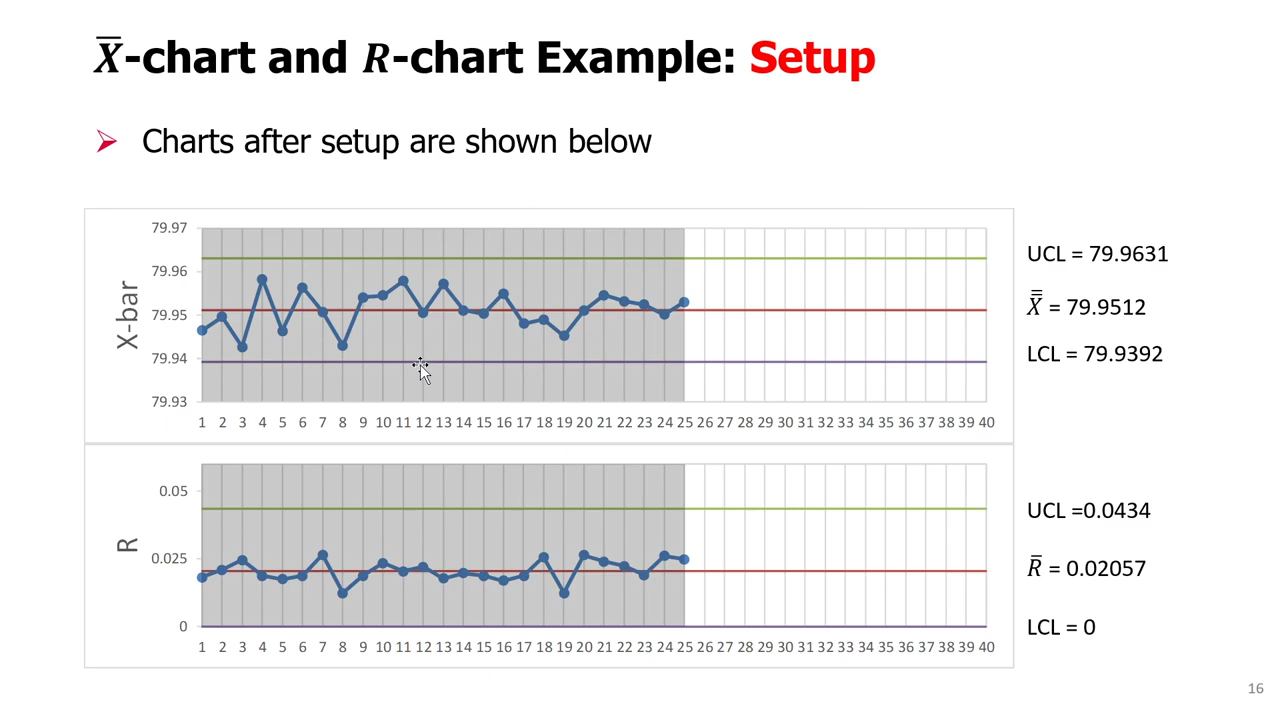 X̿-chart and R-chart Example: Setup
Charts after setup are shown below
79.97
79.96
79.95
79.94
79.93
X-bar
1 2 3 4 5 6 7 8 9 10 11 12 13 14 15 16 17 18 19 20 21 22 23 24 25 26 27 28 29 30 31 32 33 34 35 36 37 38 39 40
UCL = 79.9631
X̿ = 79.9512
LCL = 79.9392
0.05
0.025
0
R
1 2 3 4 5 6 7 8 9 10 11 12 13 14 15 16 17 18 19 20 21 22 23 24 25 26 27 28 29 30 31 32 33 34 35 36 37 38 39 40
UCL =0.0434
R̅ = 0.02057
LCL = 0
16